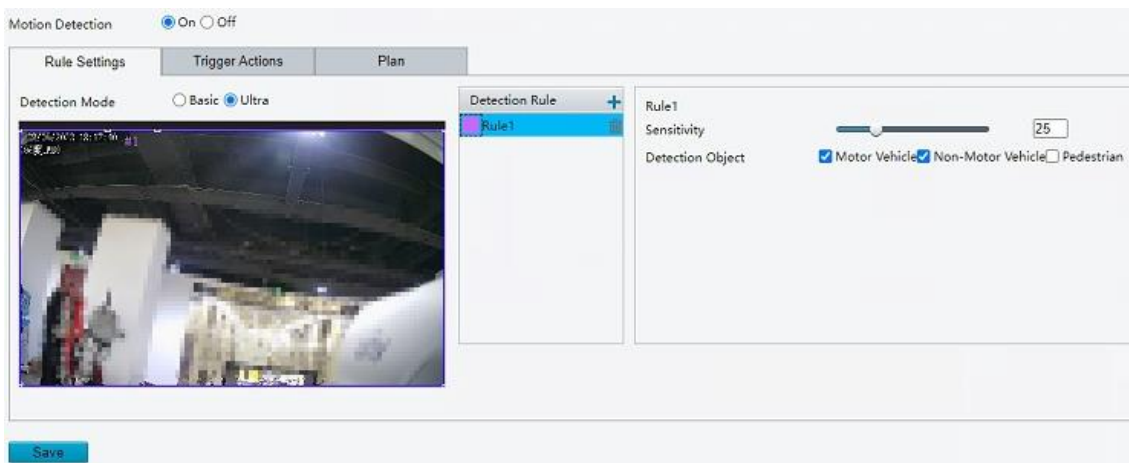 Motion Detection On Off
Rule Settings Trigger Actions Plan
Detection Mode Basic Ultra
Detection Rule +
Rule1
#1
Rule1
Sensitivity 25
Detection Object Motor Vehicle Non-Motor Vehicle Pedestrian
Save